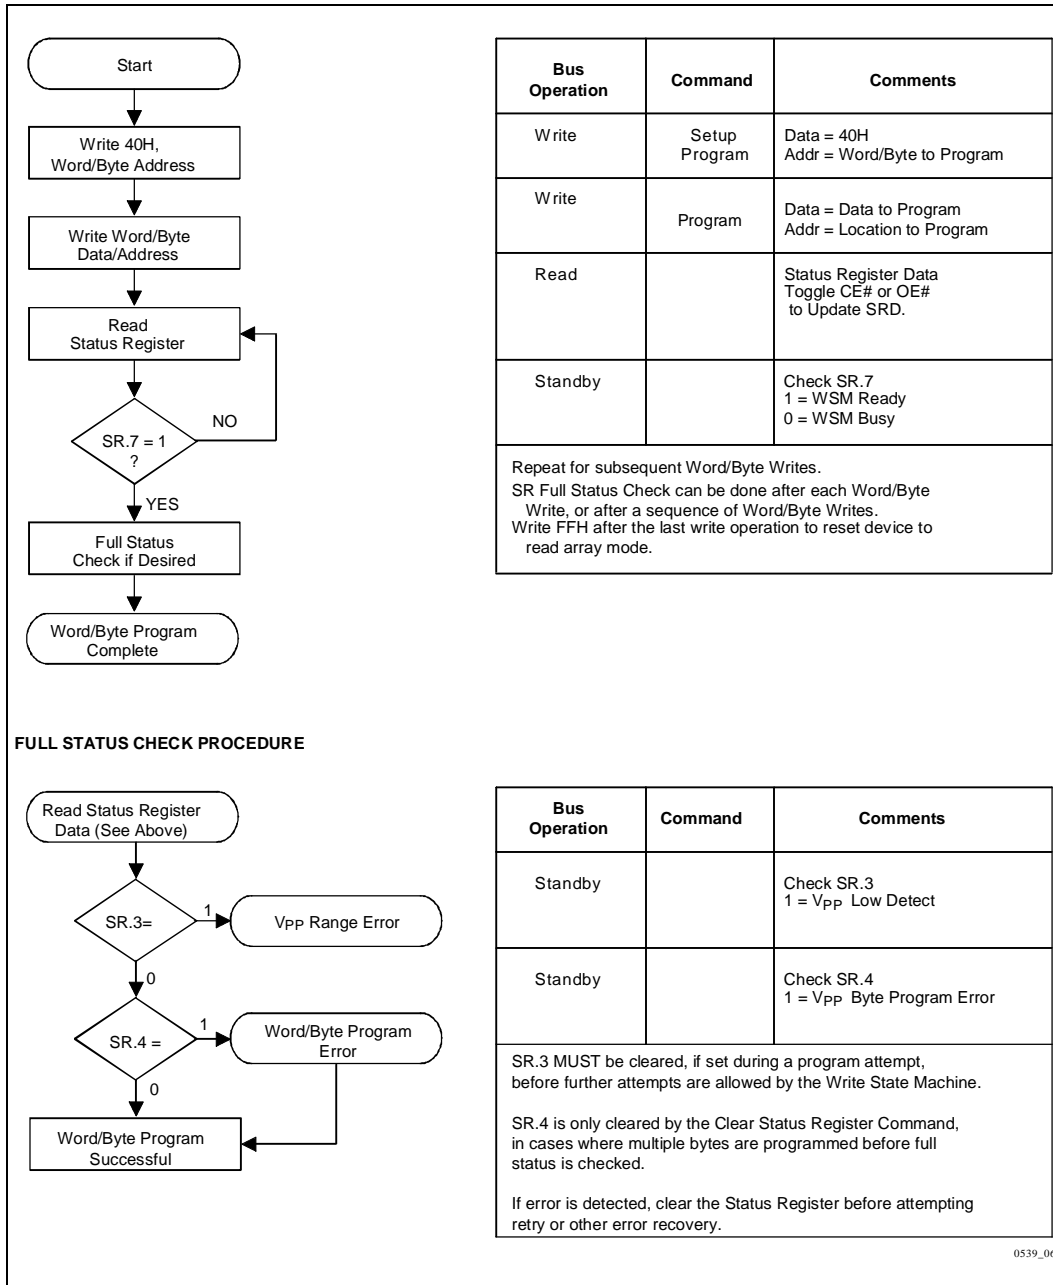 Start
Write 40H,
Word/Byte Address
Write Word/Byte
Data/Address
Read
Status Register
NO
SR.7 = 1
?
YES
Full Status
Check if Desired
Word/Byte Program
Complete
Bus
Operation
Command
Comments
Write
Setup
Program
Data = 40H
Addr = Word/Byte to Program
Write
Program
Data = Data to Program
Addr = Location to Program
Read
Status Register Data
Toggle CE# or OE#
to Update SRD.
Standby
Check SR.7
1 = WSM Ready
0 = WSM Busy
Repeat for subsequent Word/Byte Writes.
SR Full Status Check can be done after each Word/Byte
Write, or after a sequence of Word/Byte Writes.
Write FFH after the last write operation to reset device to
read array mode.
FULL STATUS CHECK PROCEDURE
Read Status Register
Data (See Above)
SR.3=
1
VPP Range Error
0
SR.4 =
1
Word/Byte Program
Error
0
Word/Byte Program
Successful
Bus
Operation
Command
Comments
Standby
Check SR.3
1 = VPP Low Detect
Standby
Check SR.4
1 = VPP Byte Program Error
SR.3 MUST be cleared, if set during a program attempt,
before further attempts are allowed by the Write State Machine.
SR.4 is only cleared by the Clear Status Register Command,
in cases where multiple bytes are programmed before full
status is checked.
If error is detected, clear the Status Register before attempting
retry or other error recovery.
0539_06